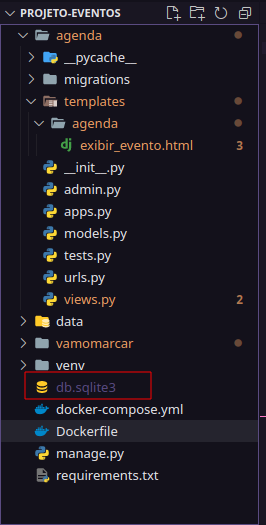 PROJETO-EVENTOS
agenda
__pycache__
migrations
templates
agenda
dj exibir_evento.html 3
__init__.py
admin.py
apps.py
models.py
tests.py
urls.py
views.py 2
data
vamomarcar
venv
db.sqlite3
docker-compose.yml
Dockerfile
manage.py
requirements.txt